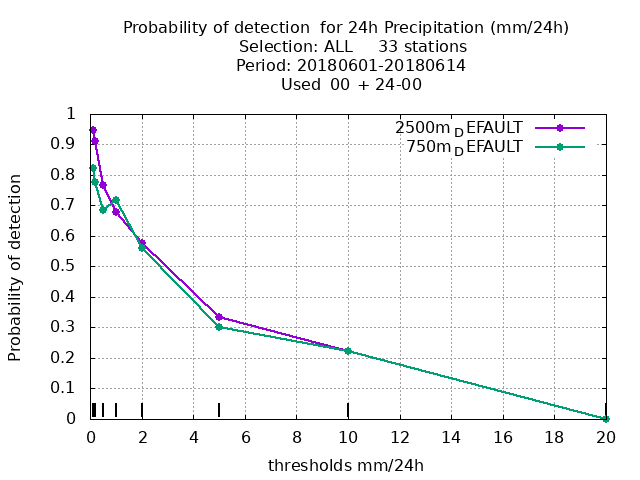 Probability of detection  for 24h Precipitation (mm/24h)
Selection: ALL     33 stations
Period: 20180601-20180614
Used  00 + 24-00
2500m_DEFAULT
750m_DEFAULT
Probability of detection
1
0.9
0.8
0.7
0.6
0.5
0.4
0.3
0.2
0.1
0
0 2 4 6 8 10 12 14 16 18 20
thresholds mm/24h